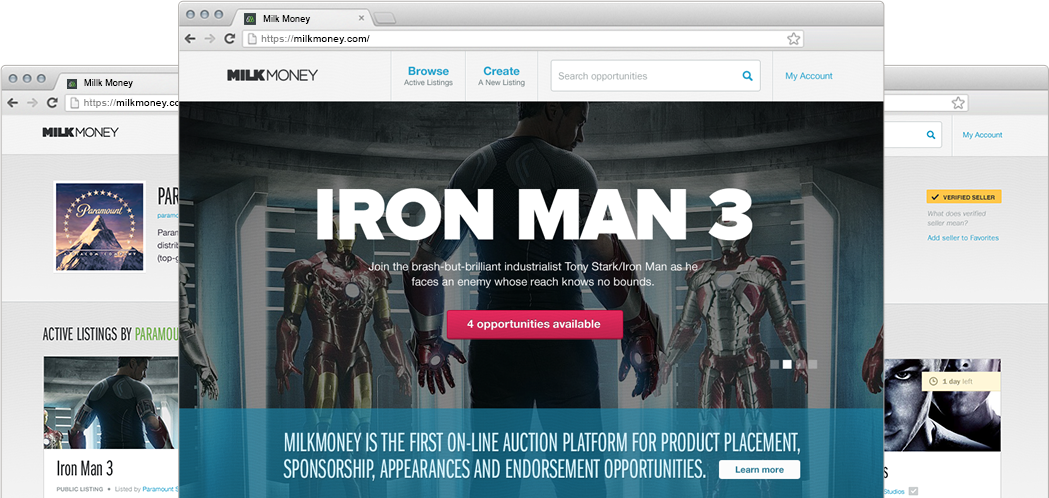 Milk Money
https://milkmoney.com/
MILKMONEY
Browse
Active Listings
Create
A New Listing
Search opportunities
My Account
IRON MAN 3
Join the brash-but-brilliant industrialist Tony Stark/Iron Man as he
faces an enemy whose reach knows no bounds.
4 opportunities available
MILKMONEY IS THE FIRST ON-LINE AUCTION PLATFORM FOR PRODUCT PLACEMENT,
SPONSORSHIP, APPEARANCES AND ENDORSEMENT OPPORTUNITIES.
Learn more
Millk Money
https://milkmoney.co
MILKMONEY
My Account
Paramount
PAR
param
Param
distrib
(top-g
VERIFIED SELLER
What does verified
seller mean?
Add seller to Favorites
ACTIVE LISTINGS BY PARAMOU
1 day left
Iron Man 3
PUBLIC LISTING • Listed by Paramount S
s
Studios